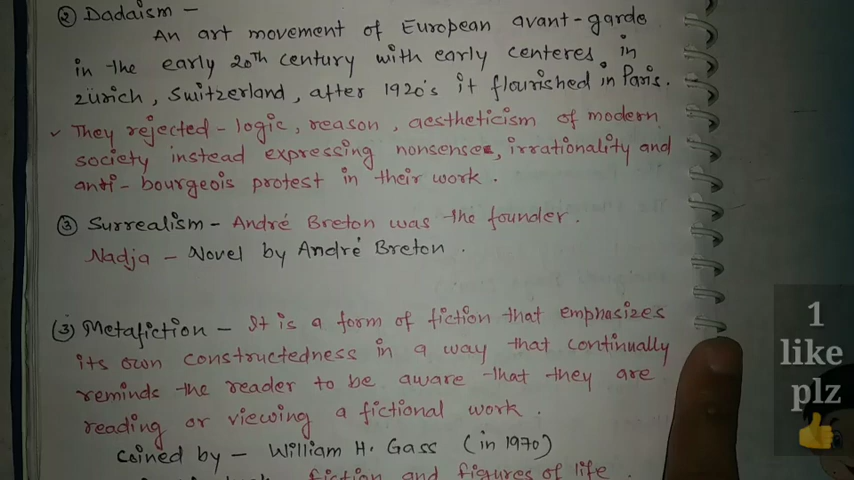 ② Dadaism -
An art movement of European avant-garde
in the early 20th century with early centeres in
zürich, Switzerland, after 1920's it flourished in Paris.
✓ They rejected - logic, reason, aestheticism of modern
society instead expressing nonsense, irrationality and
anti-bourgeois protest in their work.
③ Surrealism - André Breton was the founder.
Nadja - Novel by André Breton.
(3) Metafiction - It is a form of fiction that emphasizes
its own constructedness in a way that continually
reminds the reader to be aware that they are
reading or viewing a fictional work.
coined by - William H. Gass (in 1970)
fiction and figures of life.
1
like
plz